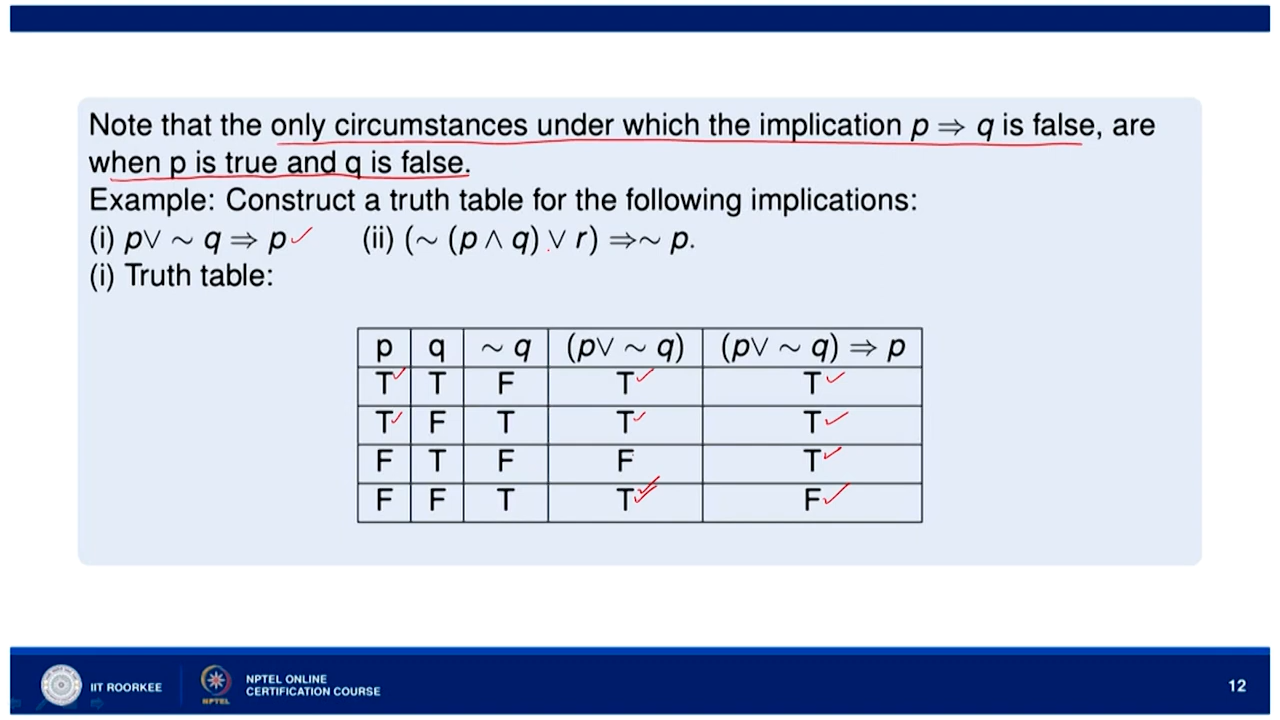 Note that the only circumstances under which the implication p ⇒ q is false, are
when p is true and q is false.
Example: Construct a truth table for the following implications:
(i) p∨ ∼ q ⇒ p (ii) (∼ (p ∧ q) ∨ r) ⇒∼ p.
(i) Truth table:
p q ∼ q (p∨ ∼ q) (p∨ ∼ q) ⇒ p
T T F T T
T F T T T
F T F F T
F F T T F
IIT ROORKEE
NPTEL
NPTEL ONLINE
CERTIFICATION COURSE
12